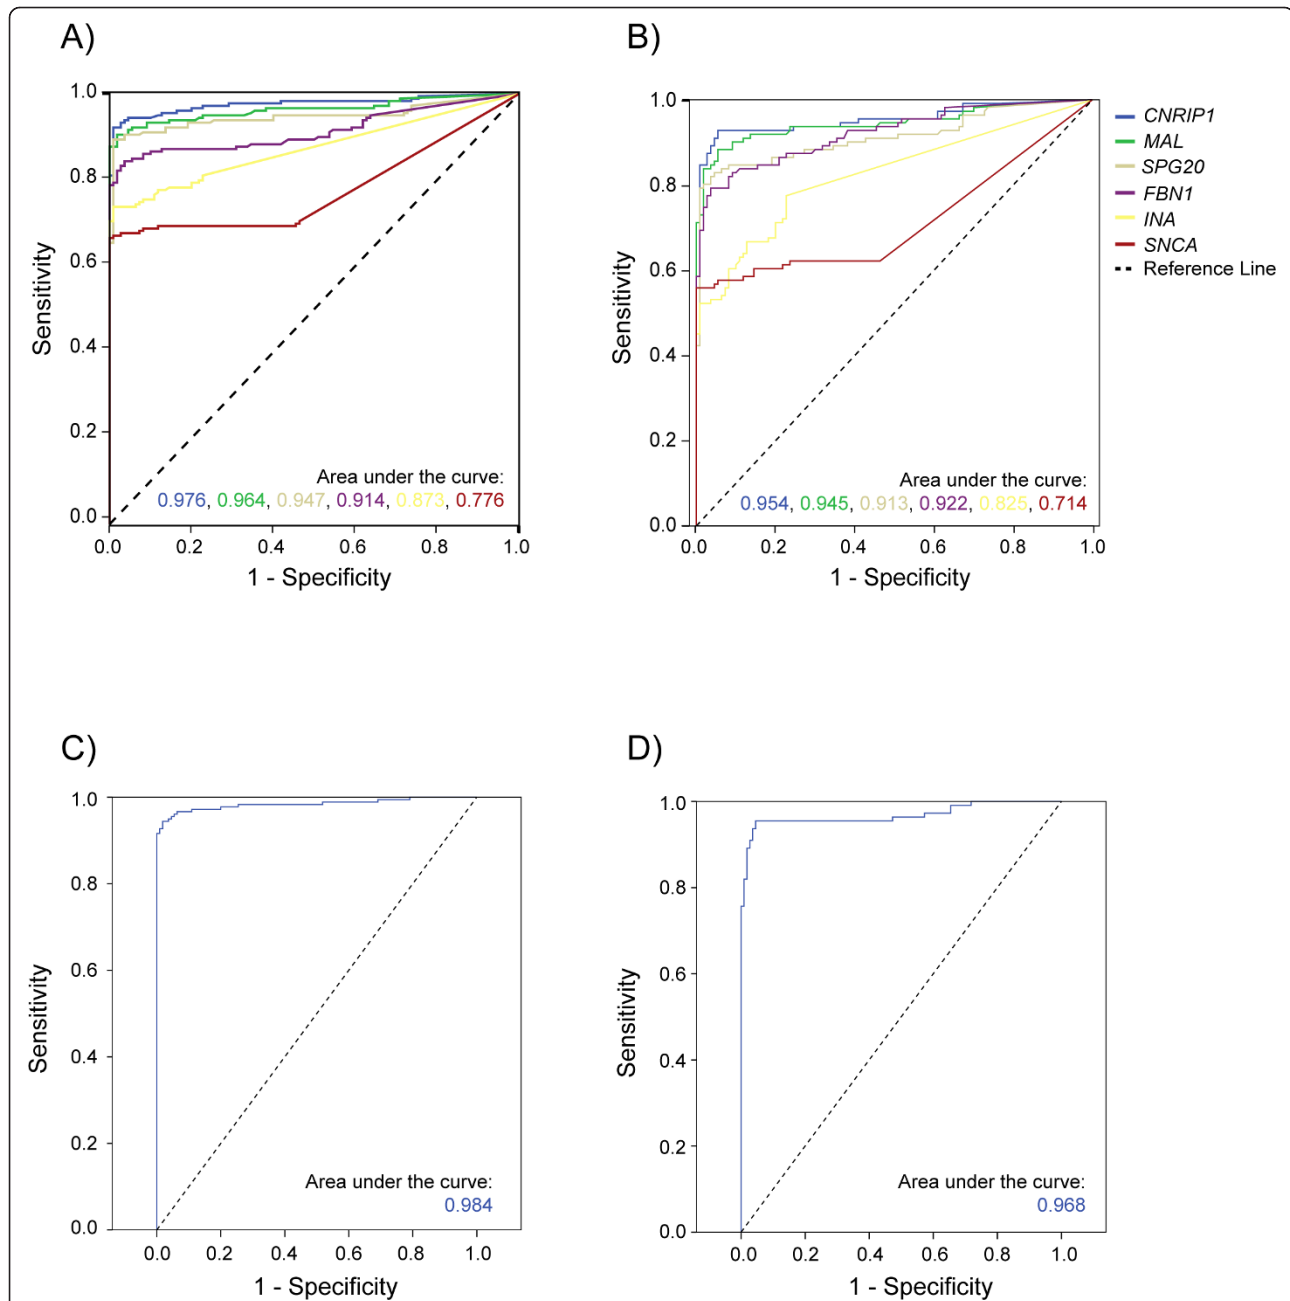 A)
1.0
0.8
0.6
0.4
0.2
0.0
Sensitivity
Area under the curve:
0.976, 0.964, 0.947, 0.914, 0.873, 0.776
0.0 0.2 0.4 0.6 0.8 1.0
1 - Specificity
B)
1.0
0.8
0.6
0.4
0.2
0.0
Sensitivity
Area under the curve:
0.954, 0.945, 0.913, 0.922, 0.825, 0.714
0.0 0.2 0.4 0.6 0.8 1.0
1 - Specificity
CNRIP1
MAL
SPG20
FBN1
INA
SNCA
Reference Line
C)
1.0
0.8
0.6
0.4
0.2
0.0
Sensitivity
Area under the curve:
0.984
0.0 0.2 0.4 0.6 0.8 1.0
1 - Specificity
D)
1.0
0.8
0.6
0.4
0.2
0.0
Sensitivity
Area under the curve:
0.968
0.0 0.2 0.4 0.6 0.8 1.0
1 - Specificity